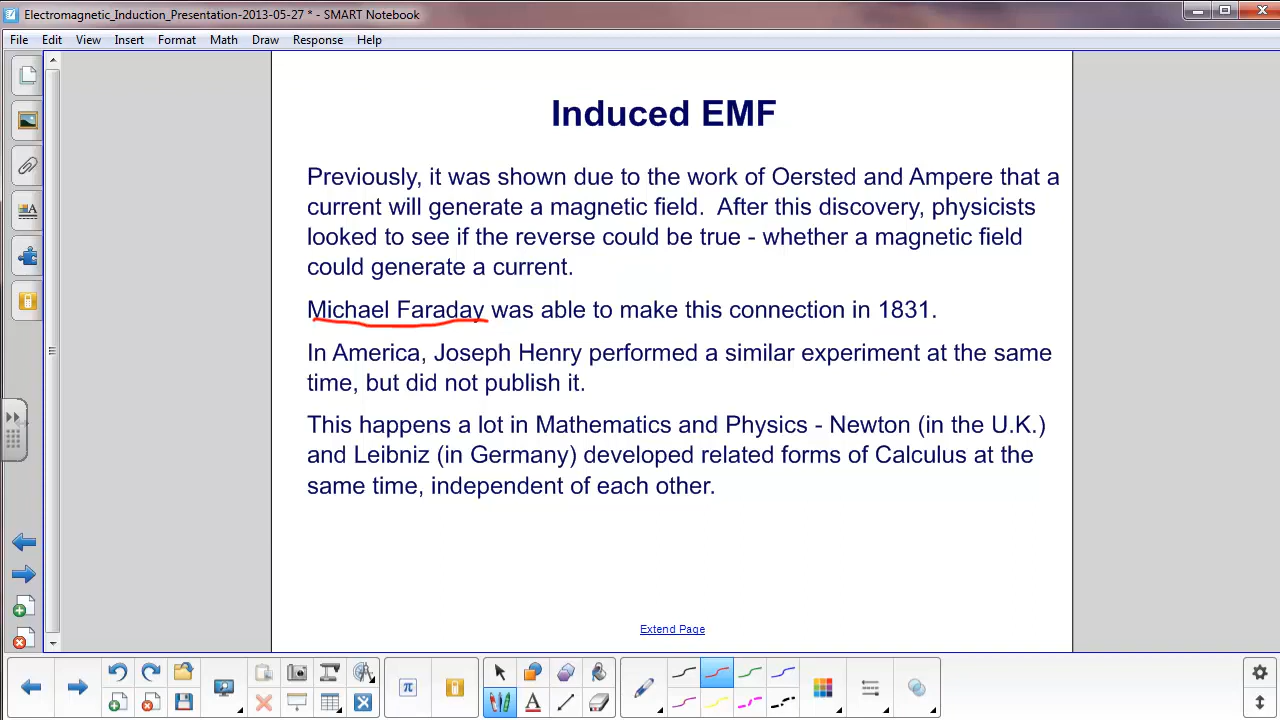 Electromagnetic_Induction_Presentation-2013-05-27 * - SMART Notebook
File Edit View Insert Format Math Draw Response Help
Induced EMF
Previously, it was shown due to the work of Oersted and Ampere that a
current will generate a magnetic field.  After this discovery, physicists
looked to see if the reverse could be true - whether a magnetic field
could generate a current.
Michael Faraday was able to make this connection in 1831.
In America, Joseph Henry performed a similar experiment at the same
time, but did not publish it.
This happens a lot in Mathematics and Physics - Newton (in the U.K.)
and Leibniz (in Germany) developed related forms of Calculus at the
same time, independent of each other.
Extend Page